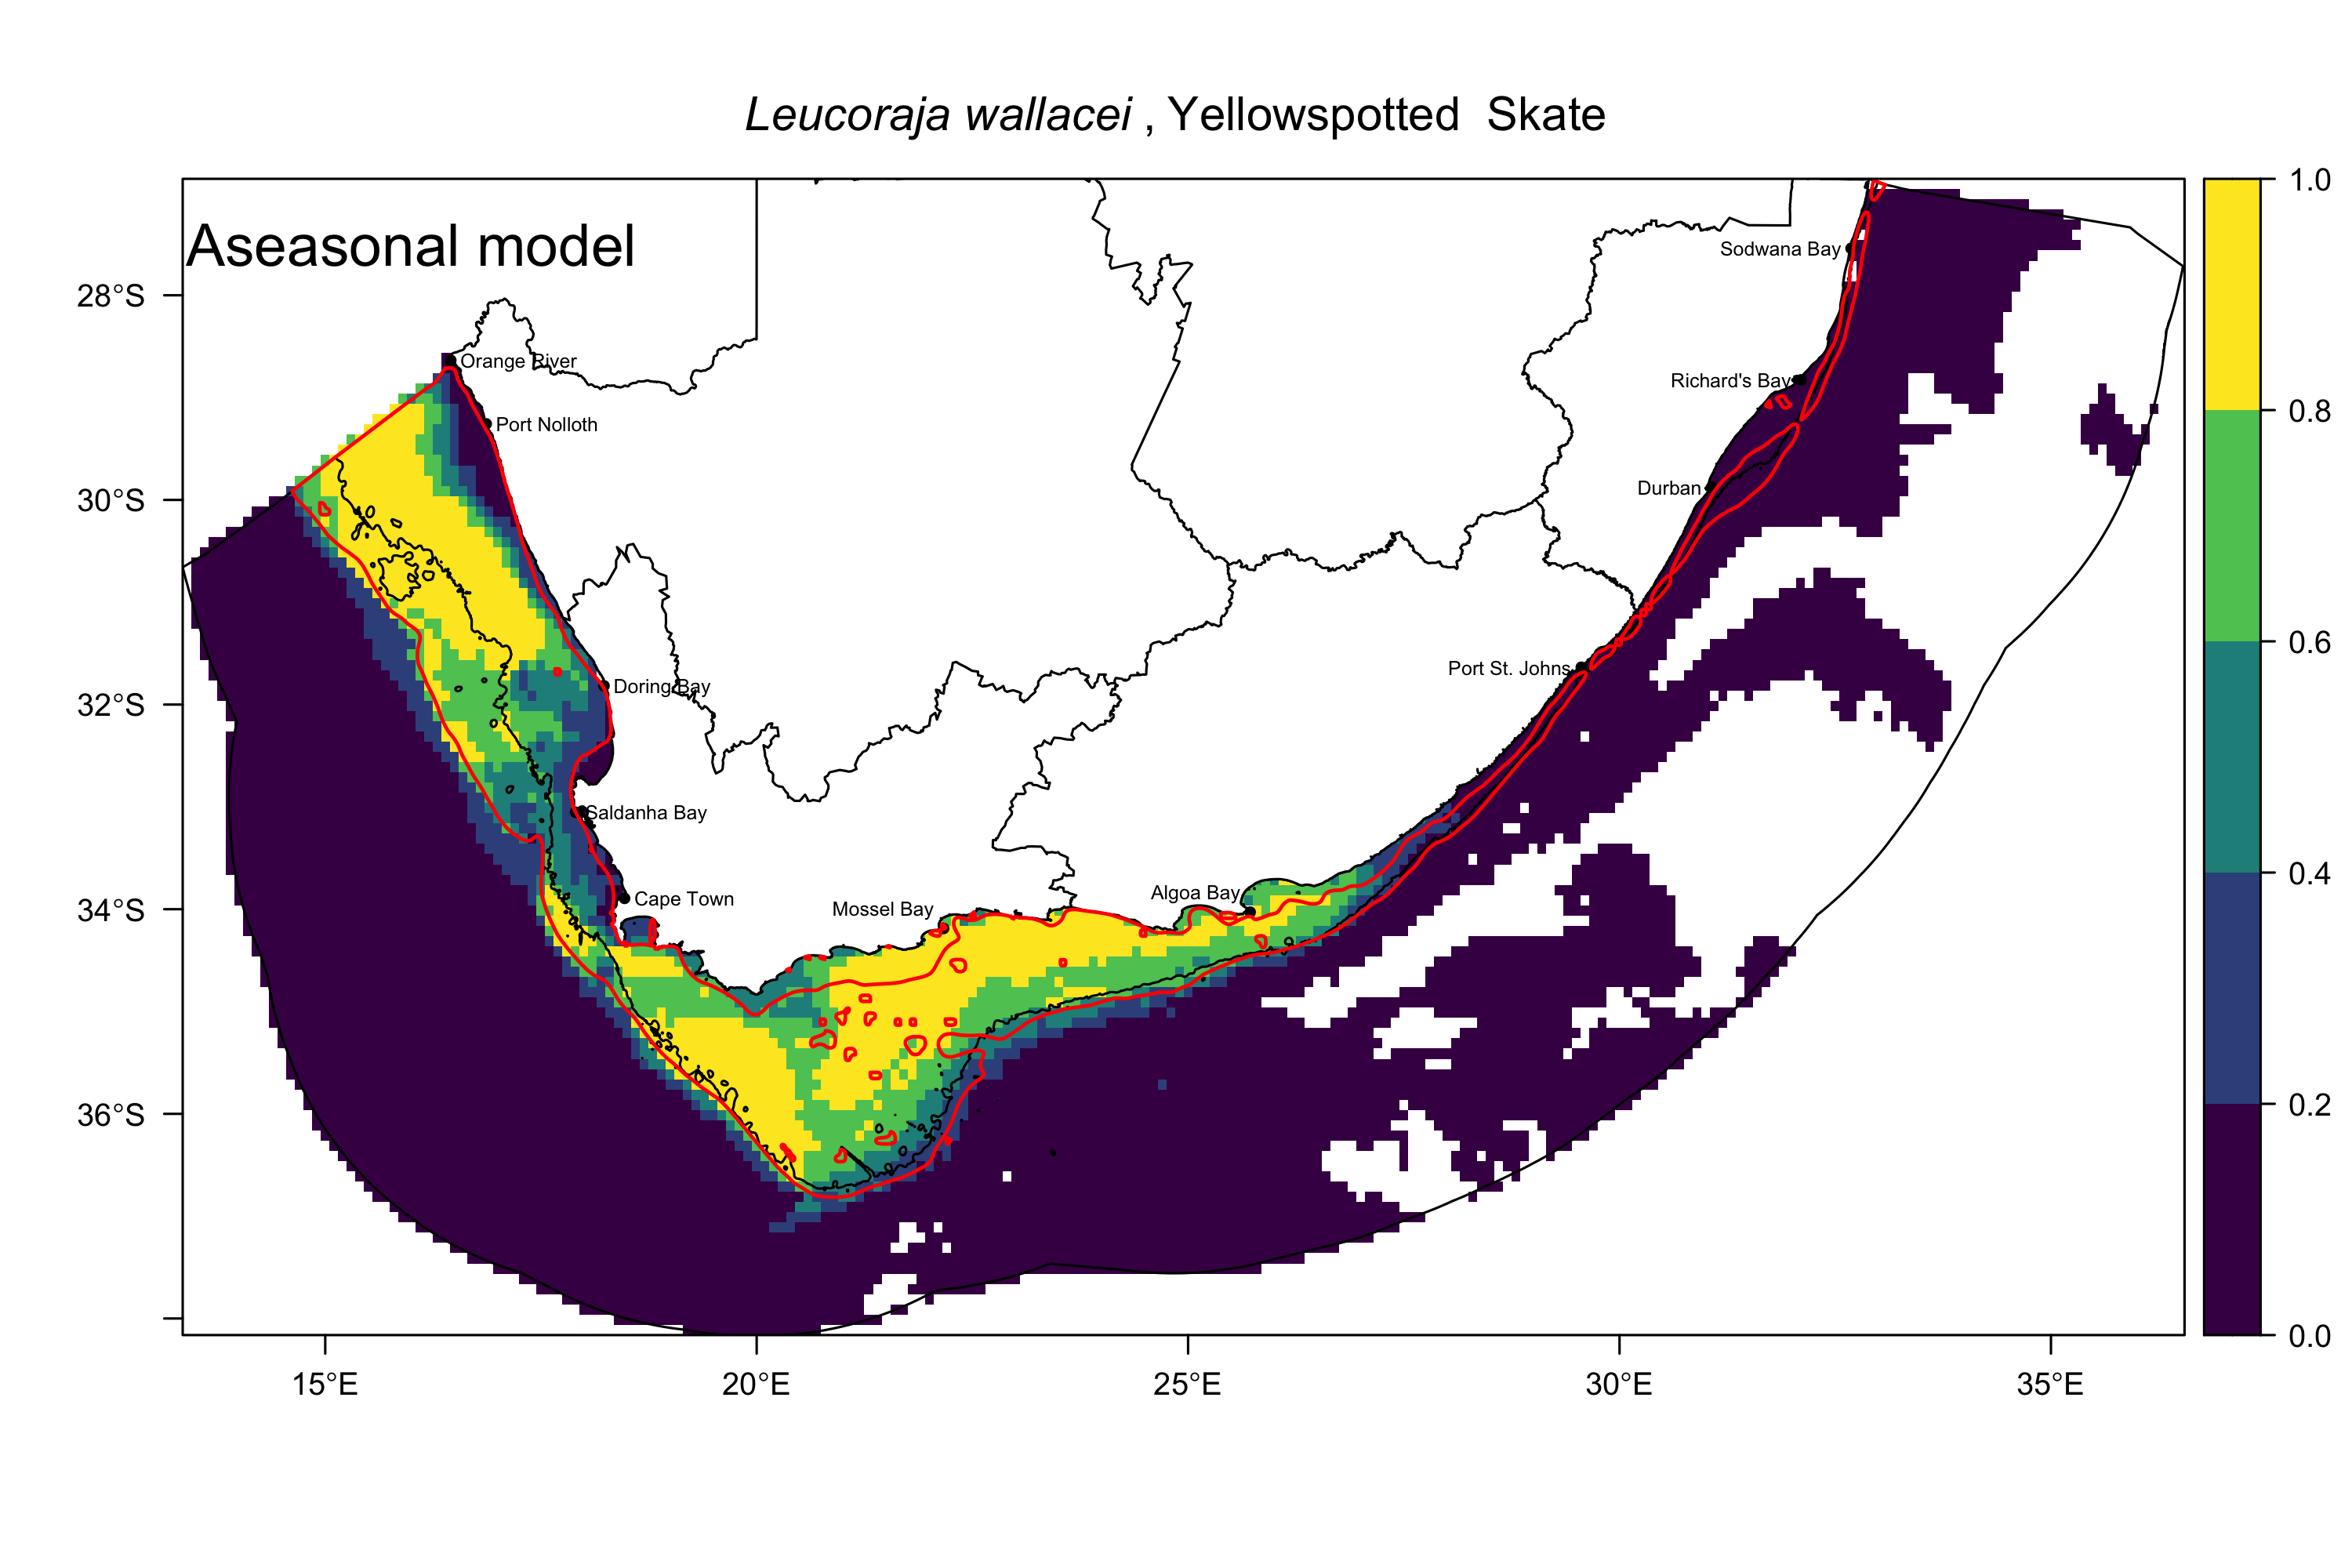 Leucoraja wallacei , Yellowspotted  Skate
Aseasonal model
28°S
30°S
32°S
34°S
36°S
15°E
20°E
25°E
30°E
35°E
Orange River
Port Nolloth
Doring Bay
Saldanha Bay
Cape Town
Mossel Bay
Algoa Bay
Port St. Johns
Durban
Richard's Bay
Sodwana Bay
1.0
0.8
0.6
0.4
0.2
0.0